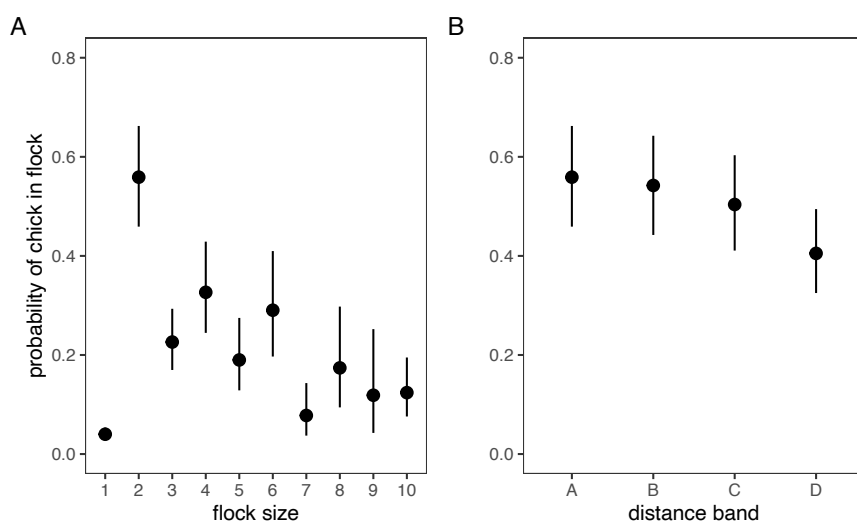 A
B
probability of chick in flock
0.8
0.6
0.4
0.2
0.0
1 2 3 4 5 6 7 8 9 10
flock size
0.8
0.6
0.4
0.2
0.0
A B C D
distance band